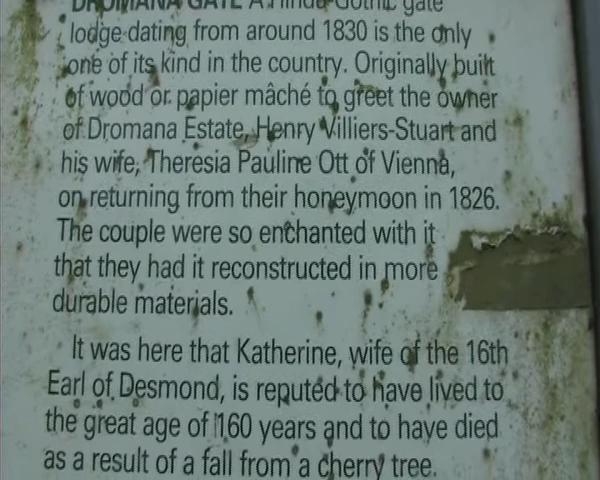 DROMANA GATE A Hindu-Gothic gate
lodge dating from around 1830 is the only
one of its kind in the country. Originally built
of wood or papier mâché to greet the owner
of Dromana Estate, Henry Villiers-Stuart and
his wife, Theresia Pauline Ott of Vienna,
on returning from their honeymoon in 1826.
The couple were so enchanted with it
that they had it reconstructed in more
durable materials.
It was here that Katherine, wife of the 16th
Earl of Desmond, is reputed to have lived to
the great age of 160 years and to have died
as a result of a fall from a cherry tree.